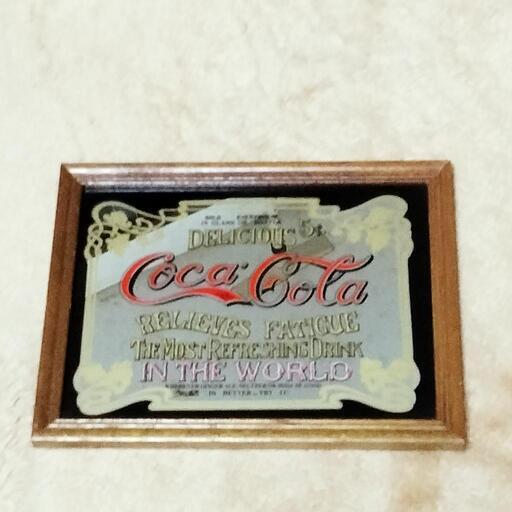 DELICIOUS 5¢
Coca-Cola
RELIEVES FATIGUE
THE MOST REFRESHING DRINK
IN THE WORLD